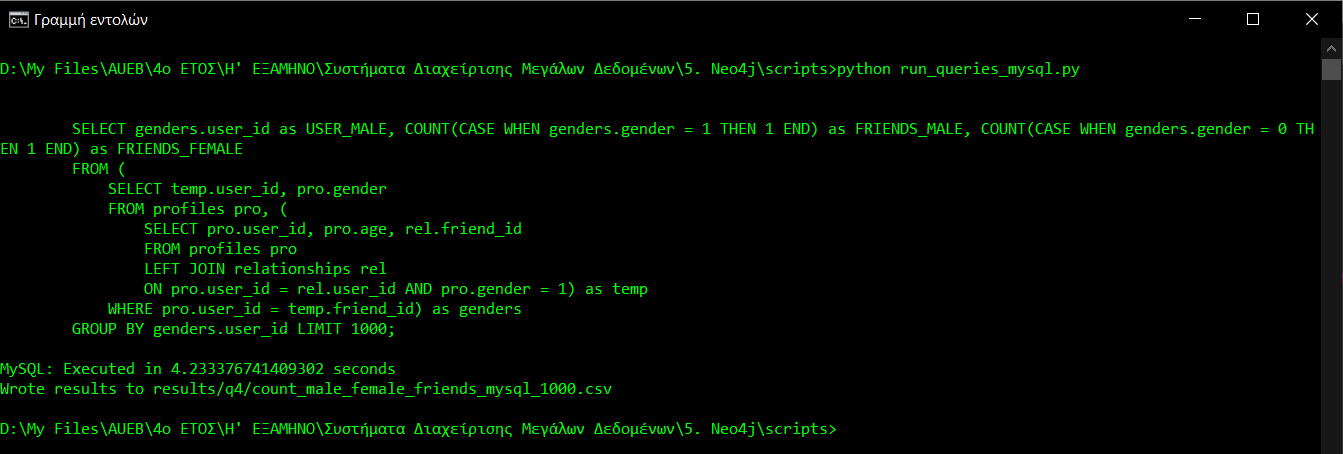 Γραμμή εντολών
D:\My Files\AUEB\4ο ΕΤΟΣ\Η' ΕΞΑΜΗΝΟ\Συστήματα Διαχείρισης Μεγάλων Δεδομένων\5. Neo4j\scripts>python run_queries_mysql.py
SELECT genders.user_id as USER_MALE, COUNT(CASE WHEN genders.gender = 1 THEN 1 END) as FRIENDS_MALE, COUNT(CASE WHEN genders.gender = 0 TH
EN 1 END) as FRIENDS_FEMALE
FROM (
SELECT temp.user_id, pro.gender
FROM profiles pro, (
SELECT pro.user_id, pro.age, rel.friend_id
FROM profiles pro
LEFT JOIN relationships rel
ON pro.user_id = rel.user_id AND pro.gender = 1) as temp
WHERE pro.user_id = temp.friend_id) as genders
GROUP BY genders.user_id LIMIT 1000;
MySQL: Executed in 4.233376741409302 seconds
Wrote results to results/q4/count_male_female_friends_mysql_1000.csv
D:\My Files\AUEB\4ο ΕΤΟΣ\Η' ΕΞΑΜΗΝΟ\Συστήματα Διαχείρισης Μεγάλων Δεδομένων\5. Neo4j\scripts>